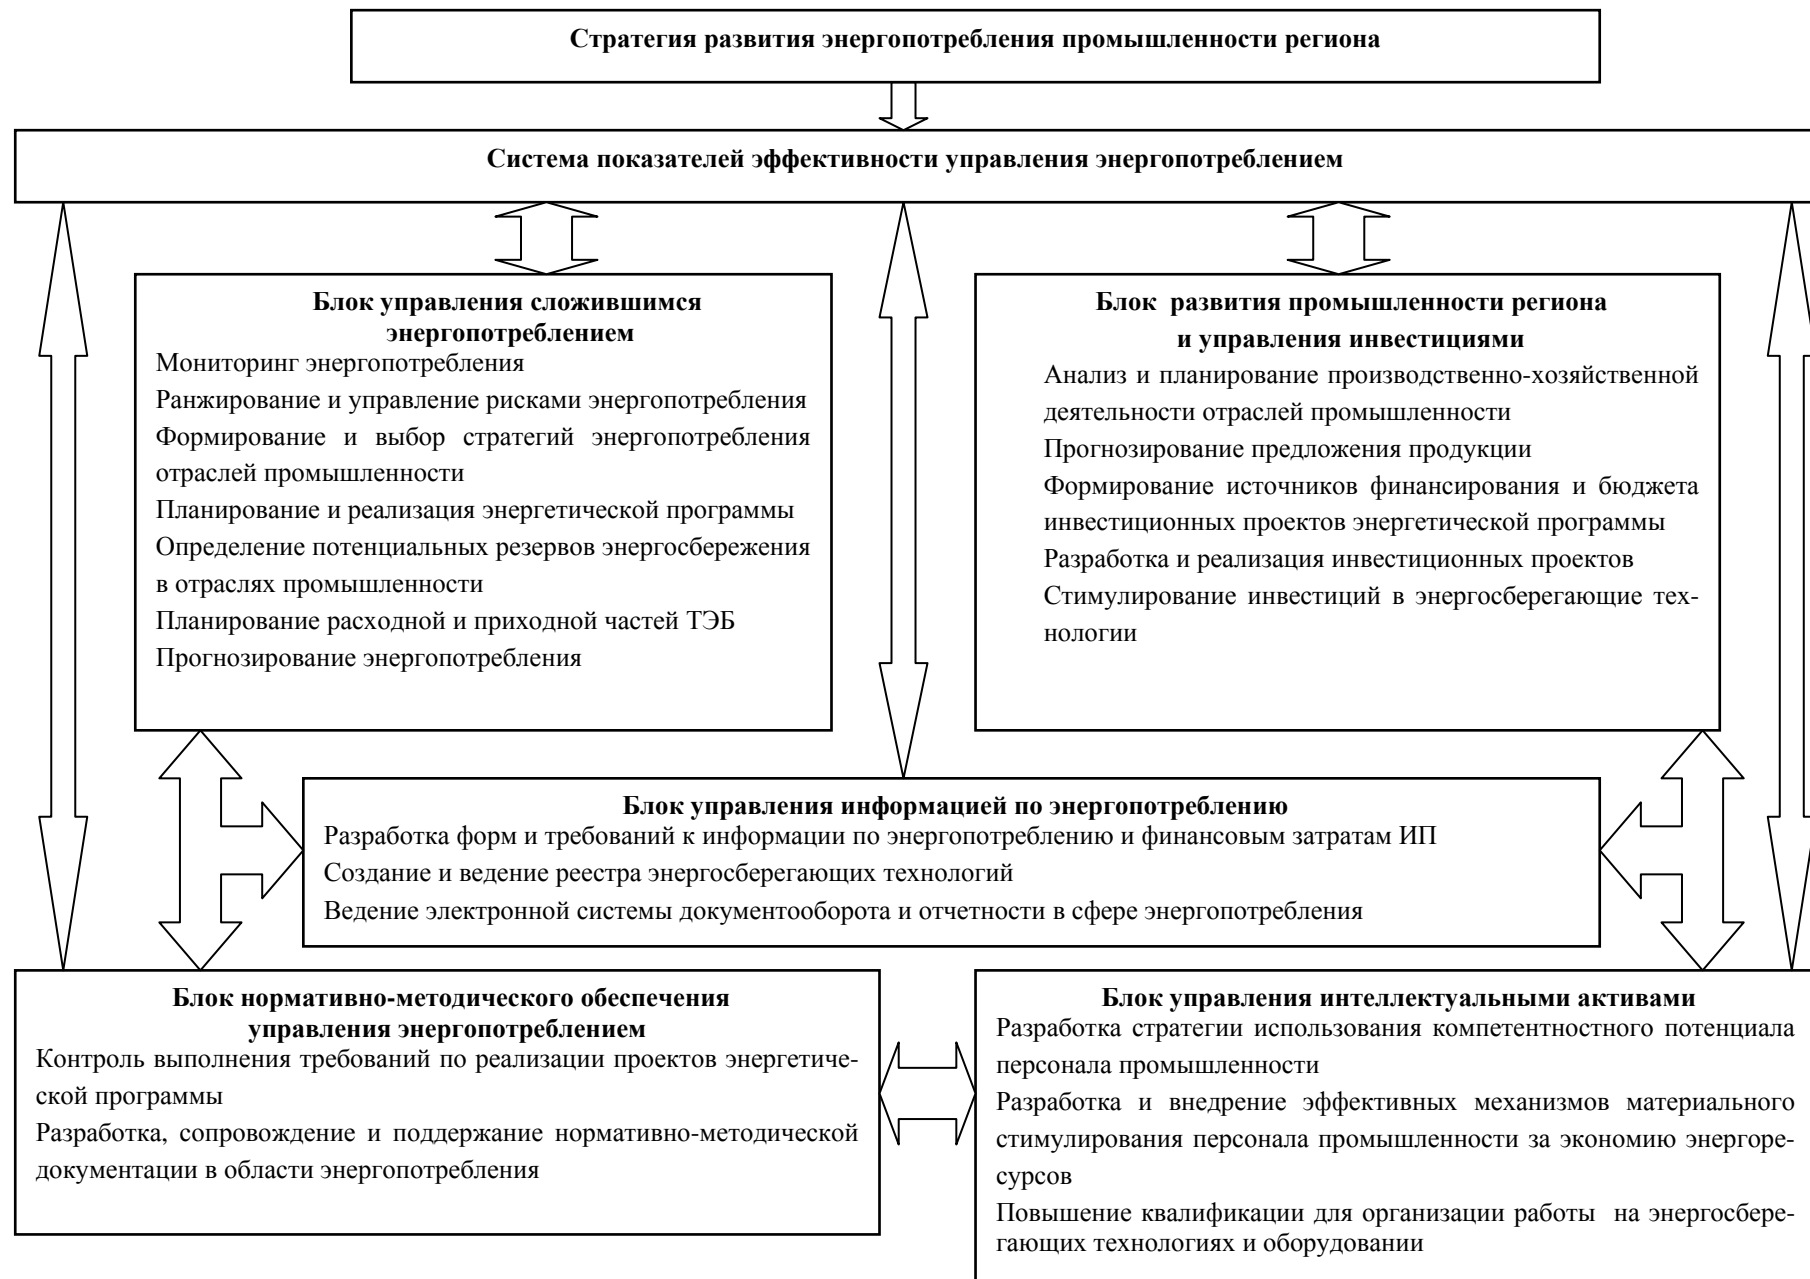 Стратегия развития энергопотребления промышленности региона
Система показателей эффективности управления энергопотреблением
Блок управления сложившимся
энергопотреблением
Мониторинг энергопотребления
Ранжирование и управление рисками энергопотребления
Формирование и выбор стратегий энергопотребления
отраслей промышленности
Планирование и реализация энергетической программы
Определение потенциальных резервов энергосбережения
в отраслях промышленности
Планирование расходной и приходной частей ТЭБ
Прогнозирование энергопотребления
Блок развития промышленности региона
и управления инвестициями
Анализ и планирование производственно-хозяйственной
деятельности отраслей промышленности
Прогнозирование предложения продукции
Формирование источников финансирования и бюджета
инвестиционных проектов энергетической программы
Разработка и реализация инвестиционных проектов
Стимулирование инвестиций в энергосберегающие тех-
нологии
Блок управления информацией по энергопотреблению
Разработка форм и требований к информации по энергопотреблению и финансовым затратам ИП
Создание и ведение реестра энергосберегающих технологий
Ведение электронной системы документооборота и отчетности в сфере энергопотребления
Блок нормативно-методического обеспечения
управления энергопотреблением
Контроль выполнения требований по реализации проектов энергетиче-
ской программы
Разработка, сопровождение и поддержание нормативно-методической
документации в области энергопотребления
Блок управления интеллектуальными активами
Разработка стратегии использования компетентностного потенциала
персонала промышленности
Разработка и внедрение эффективных механизмов материального
стимулирования персонала промышленности за экономию энергоре-
сурсов
Повышение квалификации для организации работы на энергосбере-
гающих технологиях и оборудовании